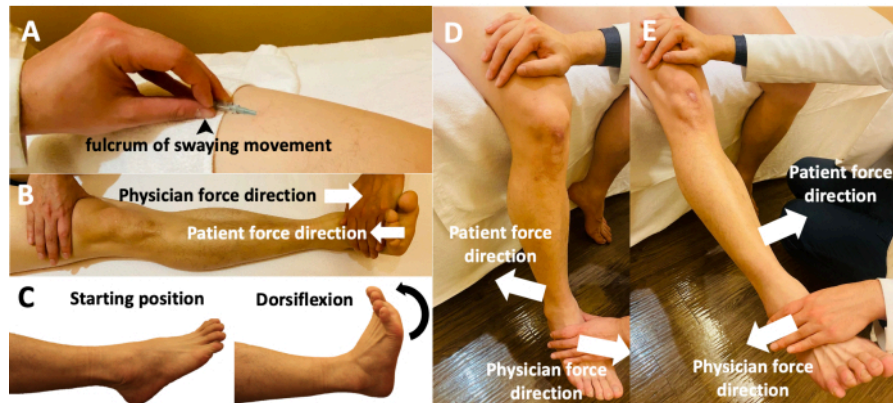 A
fulcrum of swaying movement
B
Physician force direction
Patient force direction
C
Starting position
Dorsiflexion
D
Patient force
direction
Physician force
direction
E
Patient force
direction
Physician force
direction